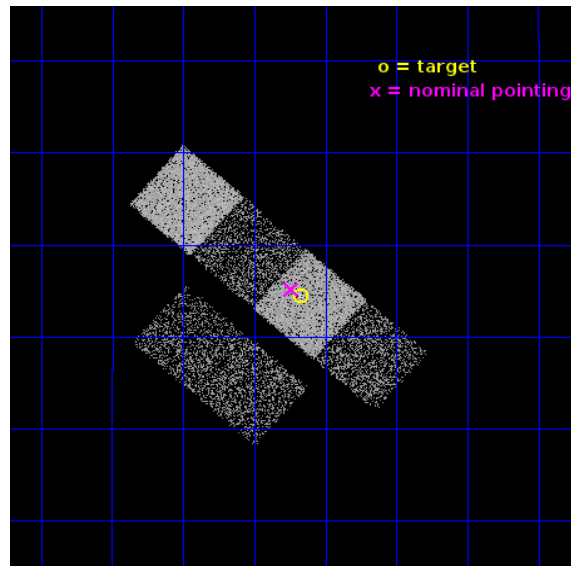 o = target
x = nominal pointing